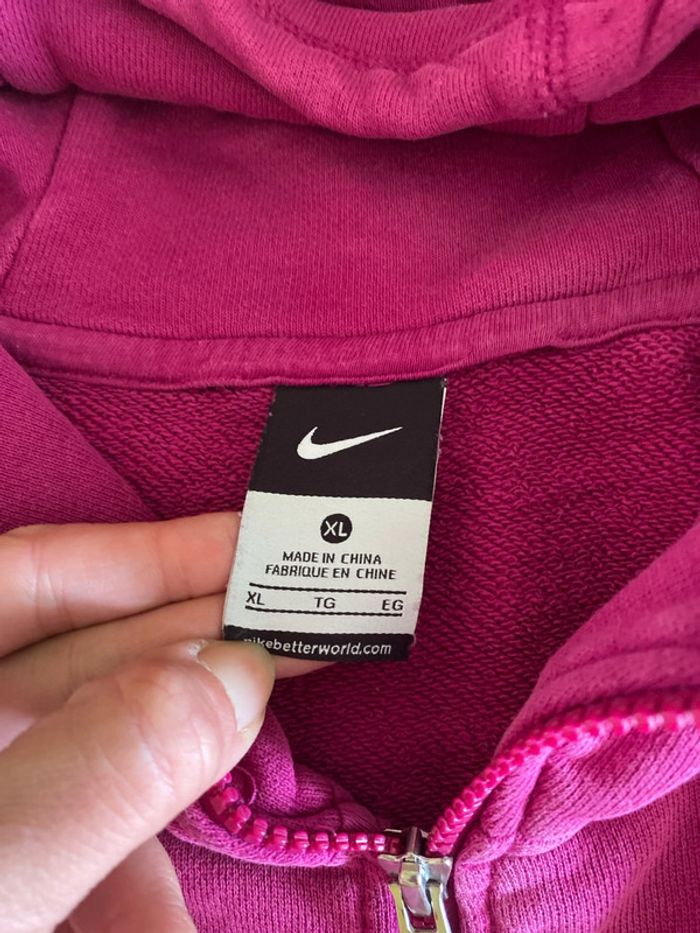 XL
MADE IN CHINA
FABRIQUE EN CHINE
XL TG EG
nikebetterworld.com